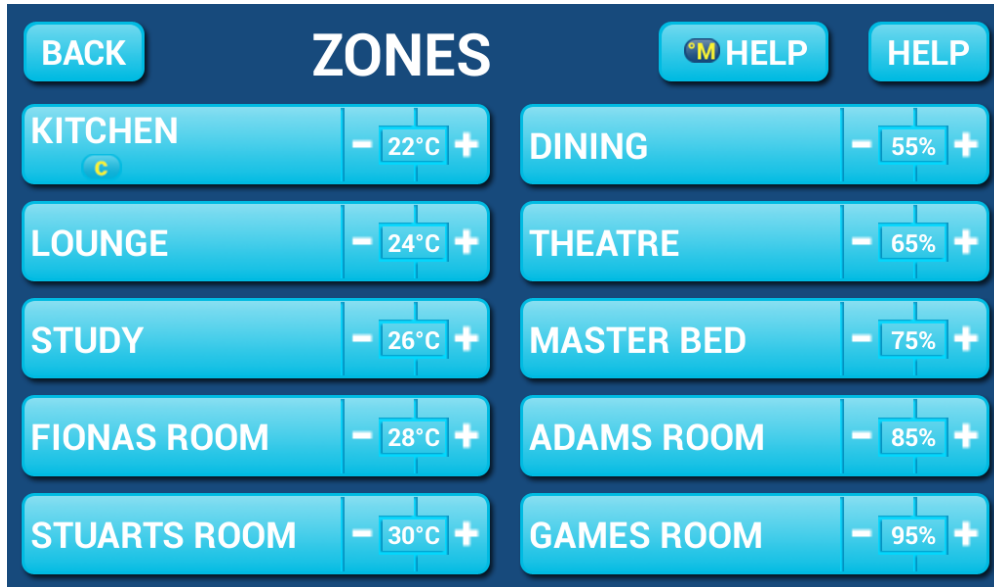 BACK ZONES °M HELP HELP
KITCHEN - 22°C + DINING - 55% +
C
LOUNGE - 24°C + THEATRE - 65% +
STUDY - 26°C + MASTER BED - 75% +
FIONAS ROOM - 28°C + ADAMS ROOM - 85% +
STUARTS ROOM - 30°C + GAMES ROOM - 95% +